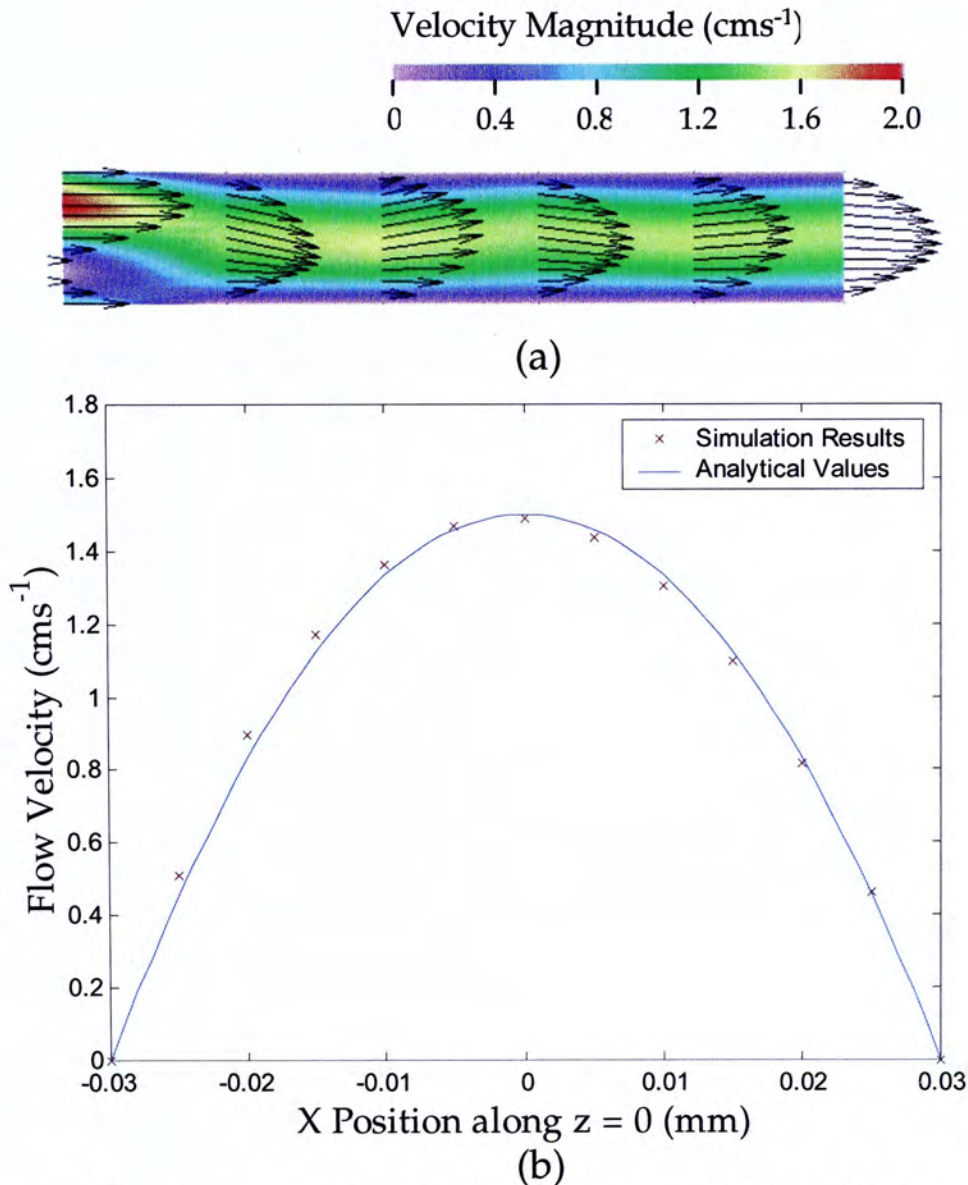 Velocity Magnitude (cms⁻¹)
0 0.4 0.8 1.2 1.6 2.0
(a)
1.8
1.6
1.4
1.2
1
0.8
0.6
0.4
0.2
0
Flow Velocity (cms⁻¹)
Simulation Results
Analytical Values
-0.03 -0.02 -0.01 0 0.01 0.02 0.03
X Position along z = 0 (mm)
(b)